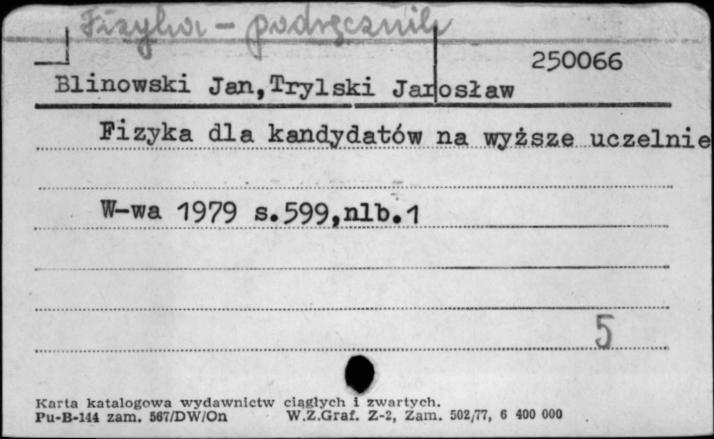 Fizyka - podręcznik
250066
Blinowski Jan,Trylski Jarosław
Fizyka dla kandydatów na wyższe uczelnie
W-wa 1979 s.599,nlb.1
5
Karta katalogowa wydawnictw ciągłych i zwartych.
Pu-B-144 zam. 567/DW/On W.Z.Graf. Z-2, Zam. 502/77, 6 400 000